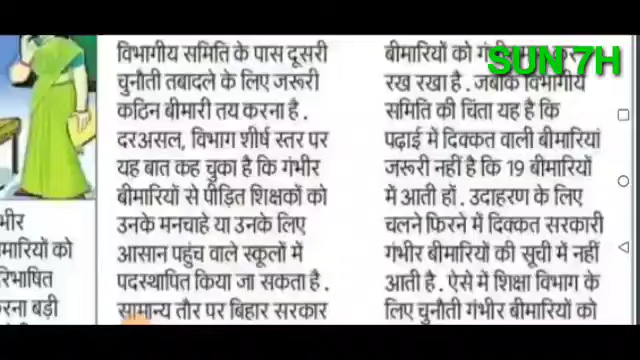 विभागीय समिति के पास दूसरी
चुनौती तबादले के लिए जरूरी
कठिन बीमारी तय करना है .
दरअसल, विभाग शीर्ष स्तर पर
यह बात कह चुका है कि गंभीर
बीमारियों से पीड़ित शिक्षकों को
उनके मनचाहे या उनके लिए
आसान पहुंच वाले स्कूलों में
पदस्थापित किया जा सकता है .
सामान्य तौर पर बिहार सरकार
बीमारियों को
रख रखा है . जबकि विभागीय
समिति की चिंता यह है कि
पढ़ाई में दिक्कत वाली बीमारियां
जरूरी नहीं है कि 19 बीमारियों
में आती हों . उदाहरण के लिए
चलने फिरने में दिक्कत सरकारी
गंभीर बीमारियों की सूची में नहीं
आती है . ऐसे में शिक्षा विभाग के
लिए चुनौती गंभीर बीमारियों को
SUN 7H